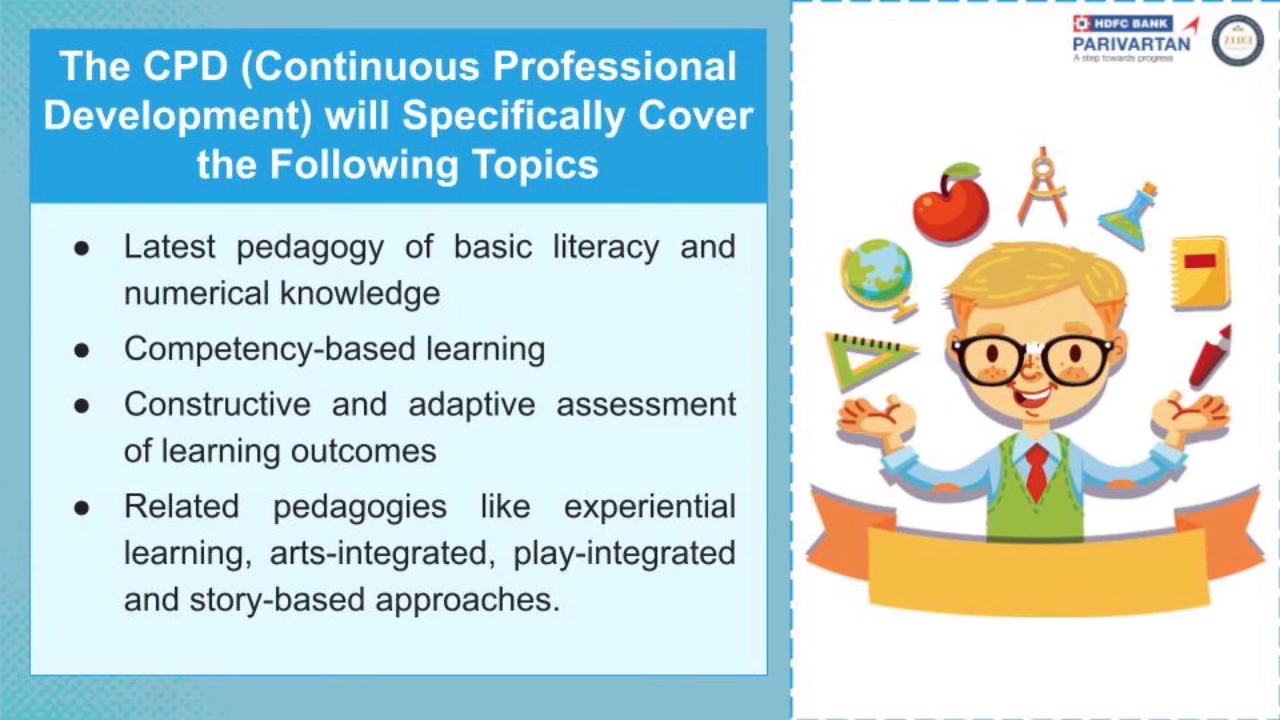 The CPD (Continuous Professional
Development) will Specifically Cover
the Following Topics
● Latest pedagogy of basic literacy and
numerical knowledge
● Competency-based learning
● Constructive and adaptive assessment
of learning outcomes
● Related pedagogies like experiential
learning, arts-integrated, play-integrated
and story-based approaches.
HDFC BANK
PARIVARTAN
A step towards progress